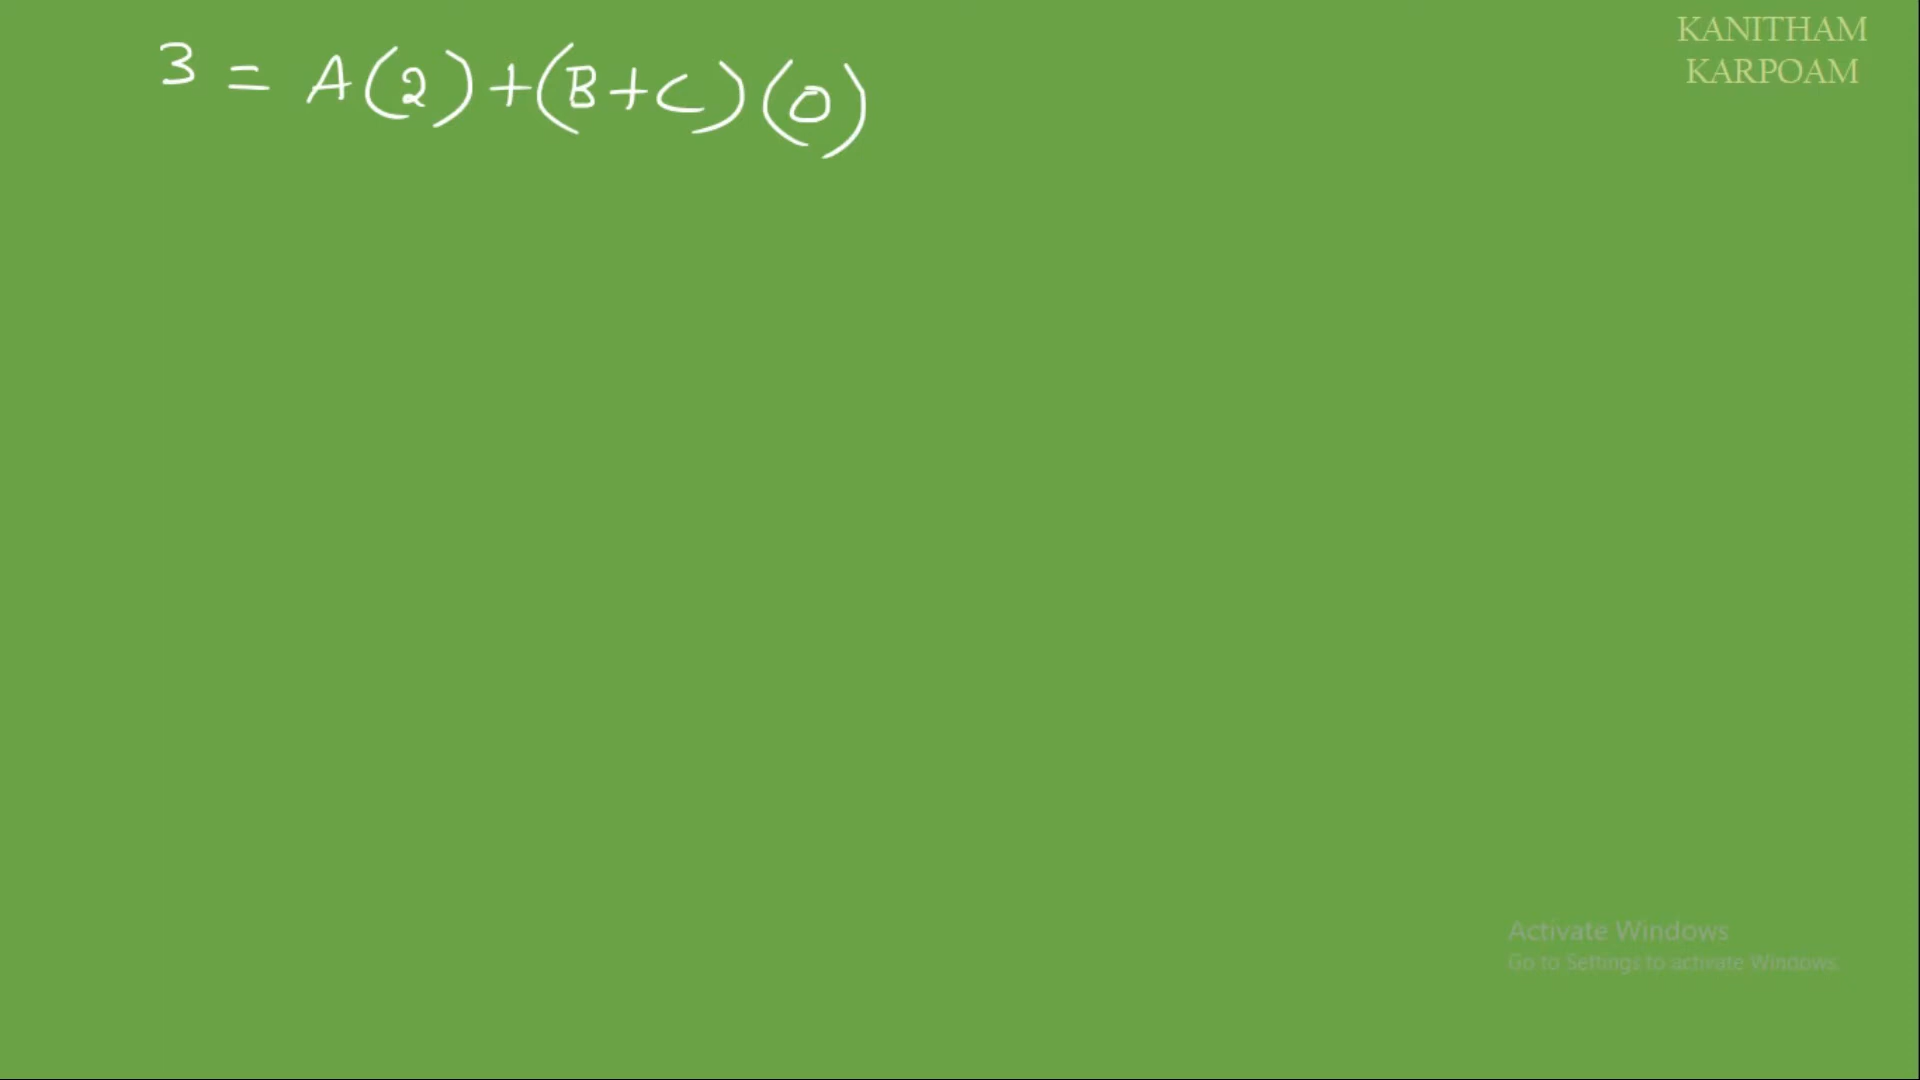 3 = A(2)+(B+C)(0)
KANITHAM
KARPOAM
Activate Windows
Go to Settings to activate Windows.